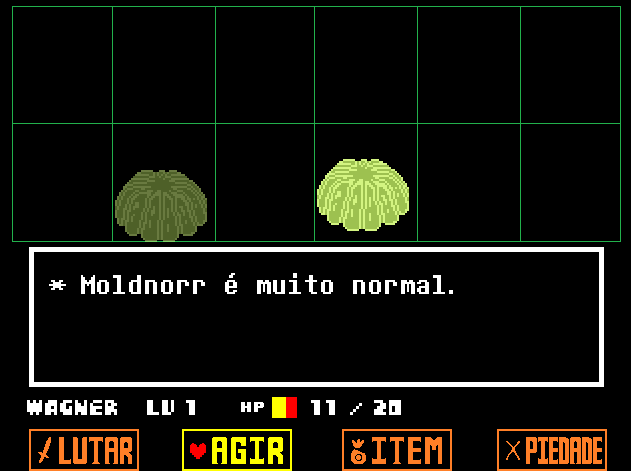 * Moldnorr é muito normal.
WAGNER LV 1 HP 11 / 20
LUTAR AGIR ITEM PIEDADE